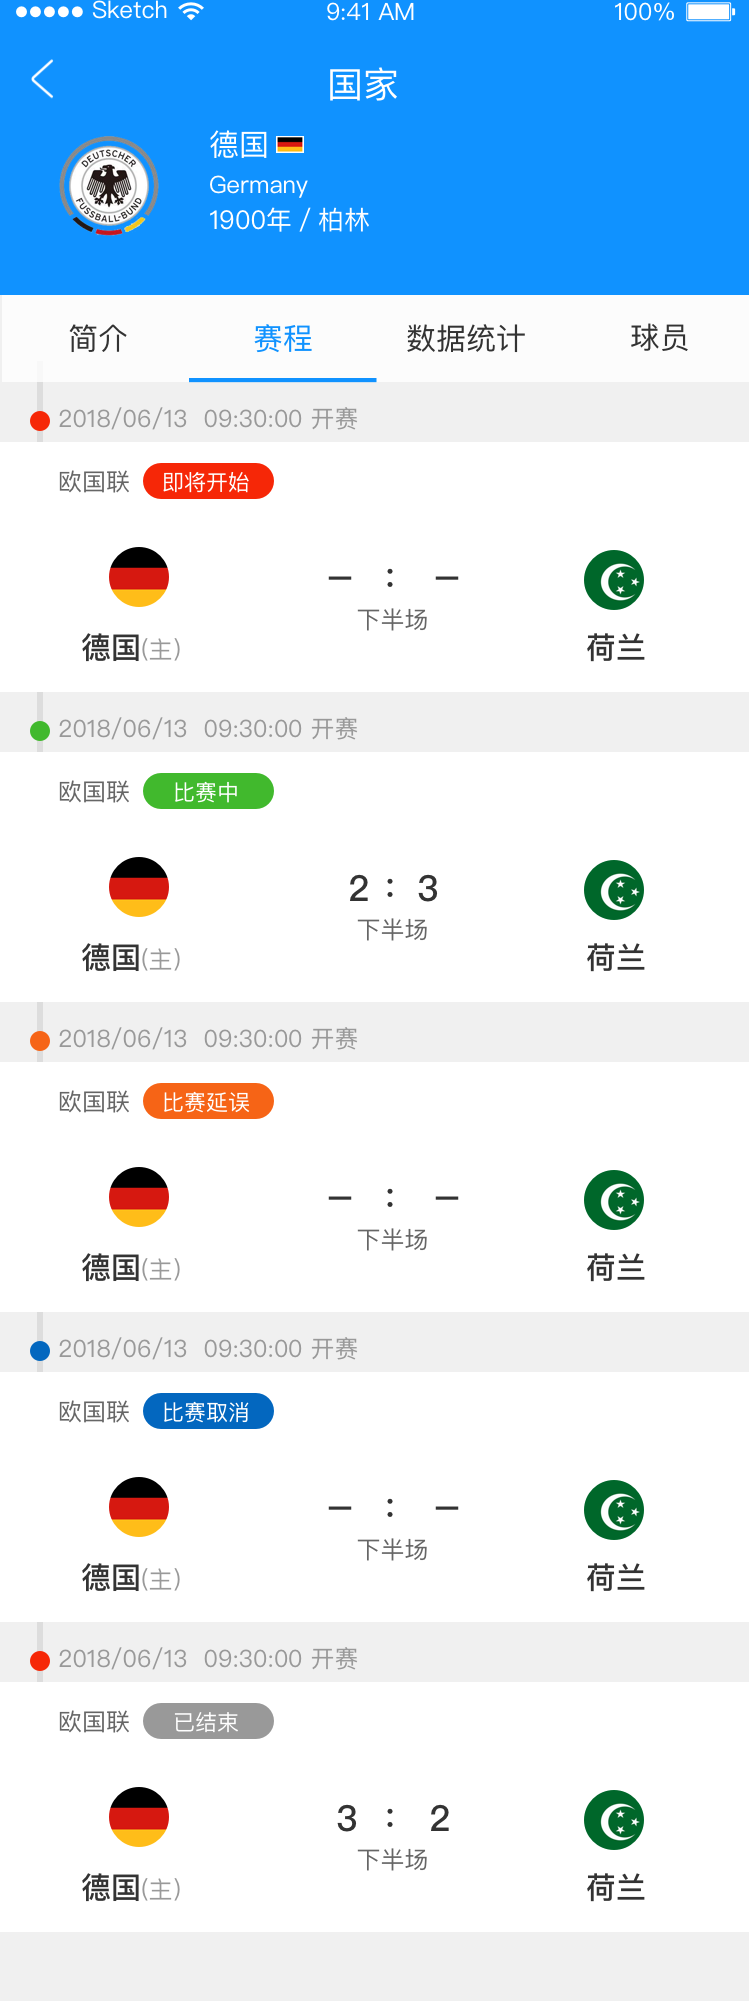 Sketch 9:41 AM 100%
国家
德国
Germany
1900年 / 柏林
DEUTSCHER FUSSBALL-BUND
简介 赛程 数据统计 球员
2018/06/13 09:30:00 开赛
欧国联 即将开始
– : –
下半场
德国(主) 荷兰
2018/06/13 09:30:00 开赛
欧国联 比赛中
2 : 3
下半场
德国(主) 荷兰
2018/06/13 09:30:00 开赛
欧国联 比赛延误
– : –
下半场
德国(主) 荷兰
2018/06/13 09:30:00 开赛
欧国联 比赛取消
– : –
下半场
德国(主) 荷兰
2018/06/13 09:30:00 开赛
欧国联 已结束
3 : 2
下半场
德国(主) 荷兰